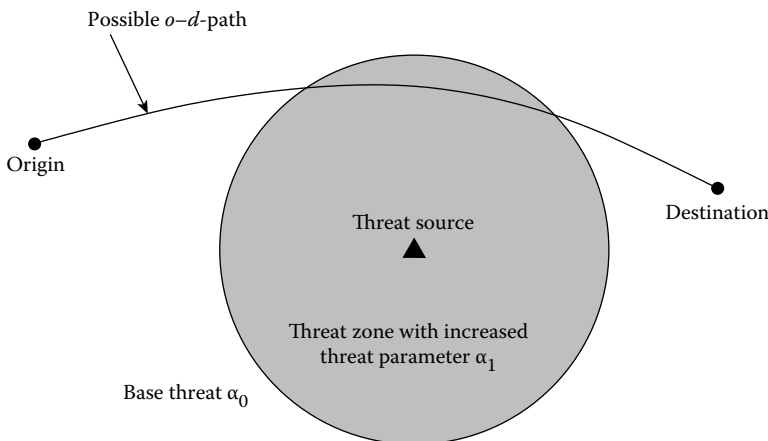 Possible o–d-path
Origin
Destination
Threat source
Threat zone with increased
threat parameter α₁
Base threat α₀